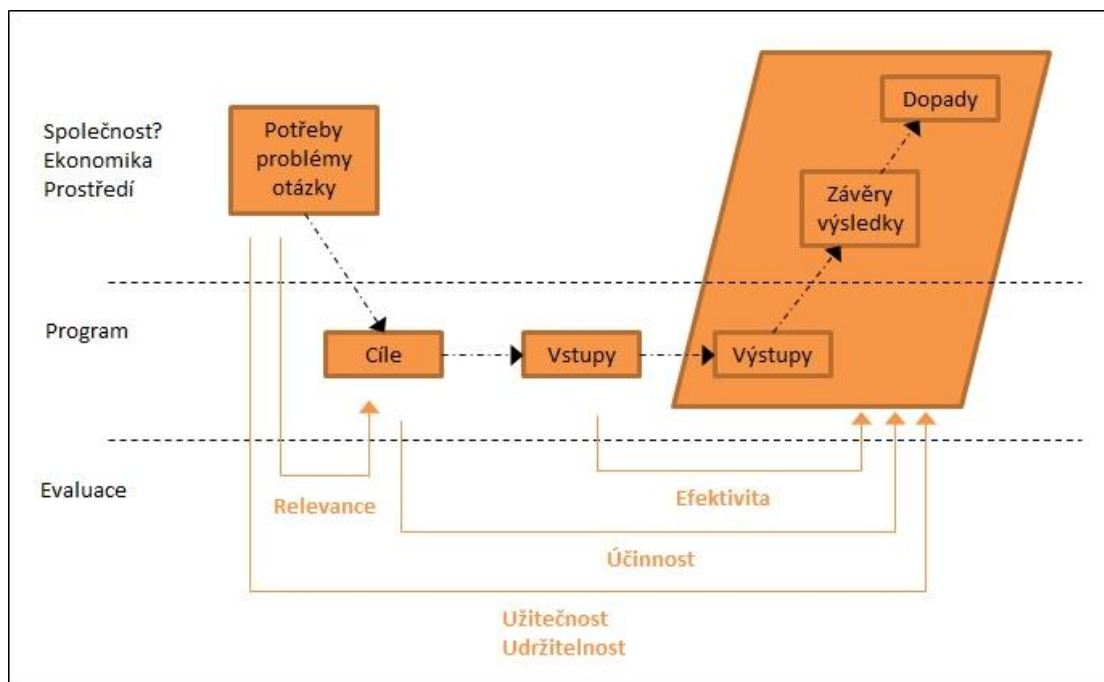 Společnost?
Ekonomika
Prostředí
Potřeby
problémy
otázky
Dopady
Závěry
výsledky
Program
Cíle
Vstupy
Výstupy
Evaluace
Relevance
Efektivita
Účinnost
Užitečnost
Udržitelnost